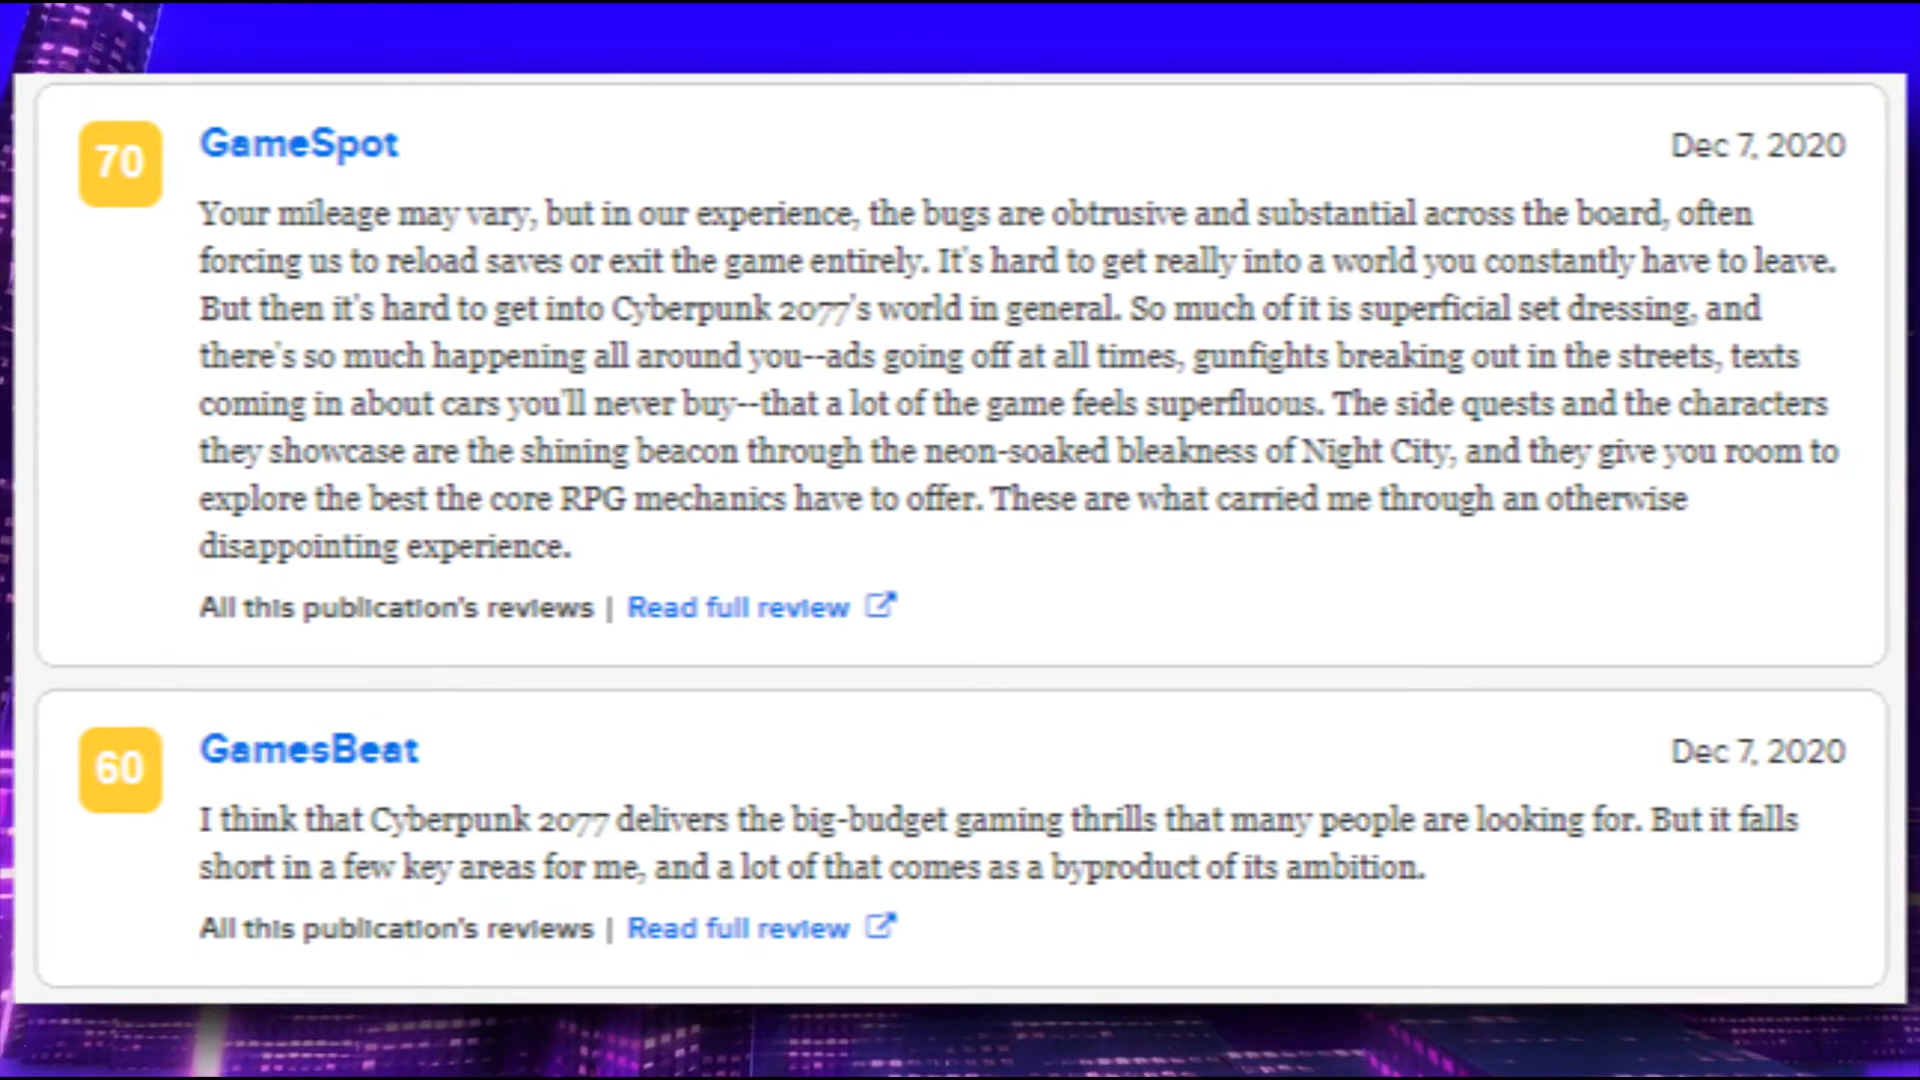 70
GameSpot
Dec 7, 2020
Your mileage may vary, but in our experience, the bugs are obtrusive and substantial across the board, often
forcing us to reload saves or exit the game entirely. It's hard to get really into a world you constantly have to leave.
But then it's hard to get into Cyberpunk 2077's world in general. So much of it is superficial set dressing, and
there's so much happening all around you--ads going off at all times, gunfights breaking out in the streets, texts
coming in about cars you'll never buy--that a lot of the game feels superfluous. The side quests and the characters
they showcase are the shining beacon through the neon-soaked bleakness of Night City, and they give you room to
explore the best the core RPG mechanics have to offer. These are what carried me through an otherwise
disappointing experience.
All this publication's reviews | Read full review
60
GamesBeat
Dec 7, 2020
I think that Cyberpunk 2077 delivers the big-budget gaming thrills that many people are looking for. But it falls
short in a few key areas for me, and a lot of that comes as a byproduct of its ambition.
All this publication's reviews | Read full review